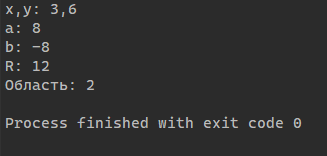 x,y: 3,6
a: 8
b: -8
R: 12
Область: 2
Process finished with exit code 0